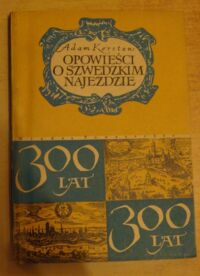 Adam Kersten
OPOWIEŚCI
O SZWEDZKIM
NAJEŹDZIE
300
LAT
300
LAT